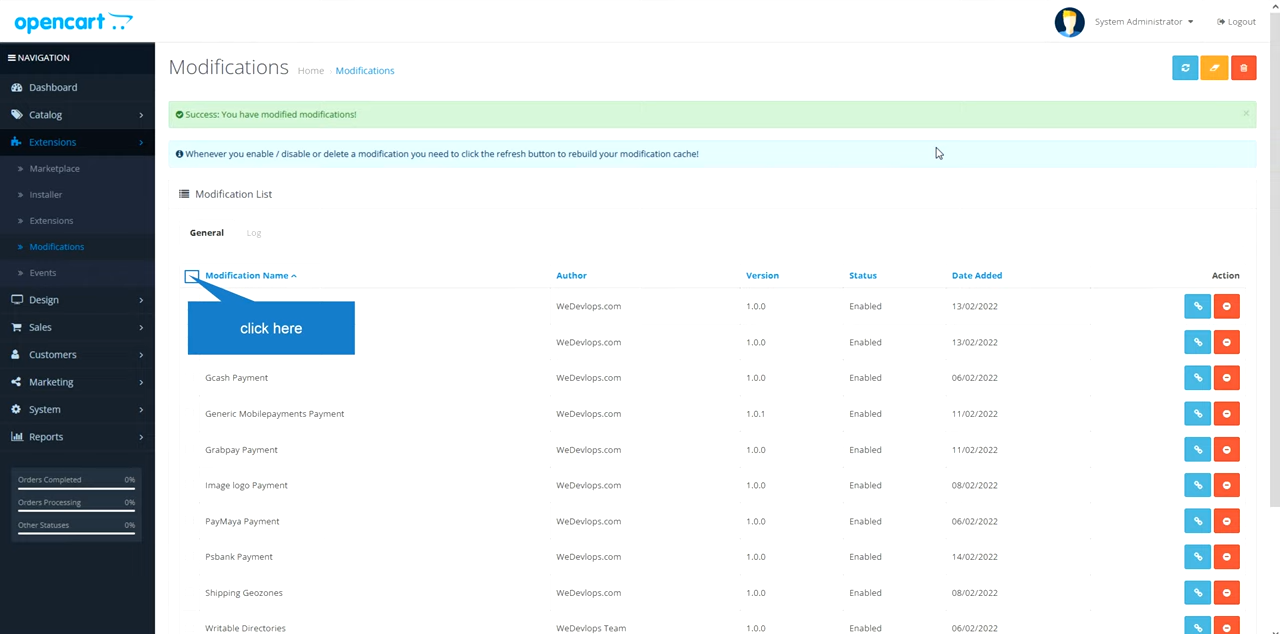 opencart
System Administrator
Logout
NAVIGATION
Dashboard
Catalog
Extensions
Marketplace
Installer
Extensions
Modifications
Events
Design
Sales
Customers
Marketing
System
Reports
Orders Completed 0%
Orders Processing 0%
Other Statuses 0%
Modifications Home › Modifications
Success: You have modified modifications!
Whenever you enable / disable or delete a modification you need to click the refresh button to rebuild your modification cache!
Modification List
General Log
Modification Name Author Version Status Date Added Action
WeDevlops.com 1.0.0 Enabled 13/02/2022
click here
WeDevlops.com 1.0.0 Enabled 13/02/2022
Gcash Payment WeDevlops.com 1.0.0 Enabled 06/02/2022
Generic Mobilepayments Payment WeDevlops.com 1.0.1 Enabled 11/02/2022
Grabpay Payment WeDevlops.com 1.0.0 Enabled 11/02/2022
Image logo Payment WeDevlops.com 1.0.0 Enabled 08/02/2022
PayMaya Payment WeDevlops.com 1.0.0 Enabled 06/02/2022
Psbank Payment WeDevlops.com 1.0.0 Enabled 14/02/2022
Shipping Geozones WeDevlops.com 1.0.0 Enabled 08/02/2022
Writable Directories WeDevlops Team 1.0.0 Enabled 06/02/2022